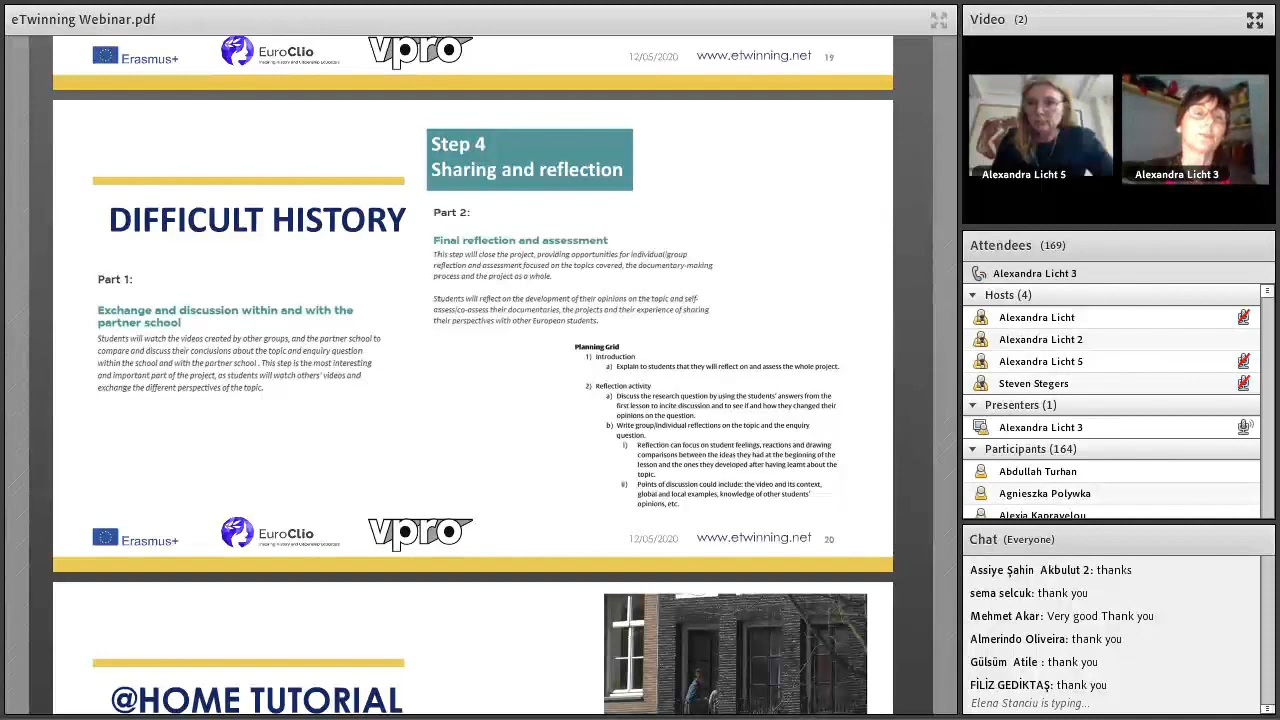 eTwinning Webinar.pdf
Erasmus+
EuroClio
Inspiring History and Citizenship Educators
vpro
12/05/2020
www.etwinning.net
19
Step 4
Sharing and reflection
DIFFICULT HISTORY
Part 1:
Exchange and discussion within and with the
partner school
Students will watch the videos created by other groups, and the partner school to
compare and discuss their conclusions about the topic and enquiry question
within the school and with the partner school . This step is the most interesting
and important part of the project, as students will watch others' videos and
exchange the different perspectives of the topic.
Part 2:
Final reflection and assessment
This step will close the project, providing opportunities for individual/group
reflection and assessment focused on the topics covered, the documentary-making
process and the project as a whole.
Students will reflect on the development of their opinions on the topic and self-
assess/co-assess their documentaries, the projects and their experience of sharing
their perspectives with other European students.
Planning Grid
1) Introduction
a) Explain to students that they will reflect on and assess the whole project.
2) Reflection activity
a) Discuss the research question by using the students' answers from the
first lesson to incite discussion and to see if and how they changed their
opinions on the question.
b) Write group/individual reflections on the topic and the enquiry
question.
i) Reflection can focus on student feelings, reactions and drawing
comparisons between the ideas they had at the beginning of the
lesson and the ones they developed after having learnt about the
topic.
ii) Points of discussion could include: the video and its context,
global and local examples, knowledge of other students'
opinions, etc.
Erasmus+
EuroClio
Inspiring History and Citizenship Educators
vpro
12/05/2020
www.etwinning.net
20
@HOME TUTORIAL
Video (2)
Alexandra Licht 5
Alexandra Licht 3
Attendees (169)
Alexandra Licht 3
Hosts (4)
Alexandra Licht
Alexandra Licht 2
Alexandra Licht 5
Steven Stegers
Presenters (1)
Alexandra Licht 3
Participants (164)
Abdullah Turhan
Agnieszka Polywka
Alexia Kapravelou
Chat (Everyone)
Assiye Şahin Akbulut 2: thanks
sema selcuk: thank you
Mehmet Akar: Very good. Thank you
Almerindo Oliveira: thank you
Atile : thank you
thank you
Elena Stanciu is typing...